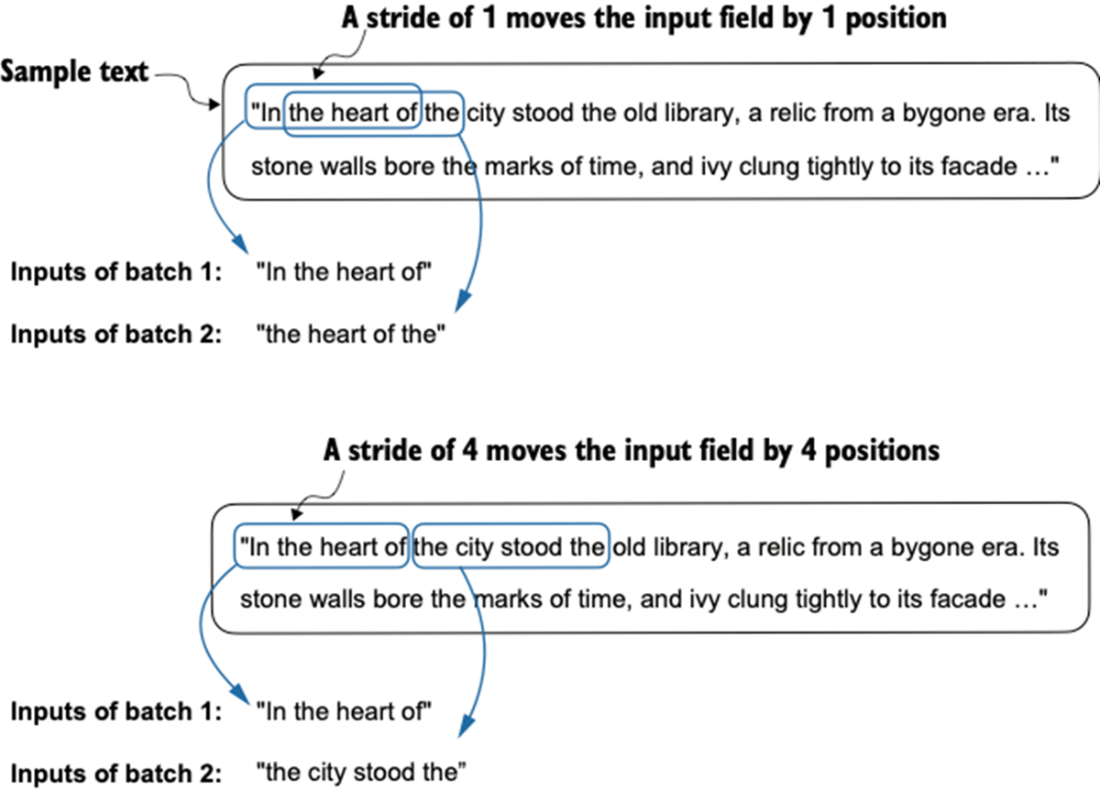 A stride of 1 moves the input field by 1 position
Sample text
"In the heart of the city stood the old library, a relic from a bygone era. Its
stone walls bore the marks of time, and ivy clung tightly to its facade …"
Inputs of batch 1: "In the heart of"
Inputs of batch 2: "the heart of the"
A stride of 4 moves the input field by 4 positions
"In the heart of the city stood the old library, a relic from a bygone era. Its
stone walls bore the marks of time, and ivy clung tightly to its facade …"
Inputs of batch 1: "In the heart of"
Inputs of batch 2: "the city stood the”